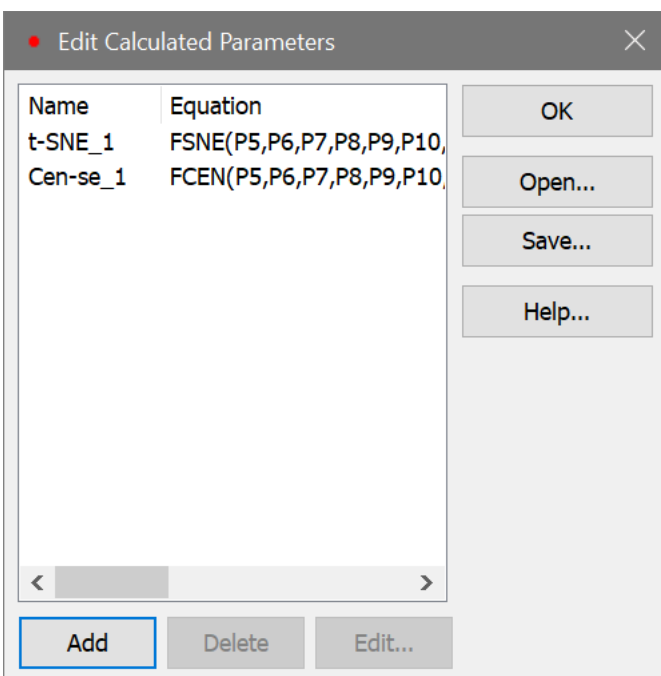 Edit Calculated Parameters
Name Equation
t-SNE_1 FSNE(P5,P6,P7,P8,P9,P10,
Cen-se_1 FCEN(P5,P6,P7,P8,P9,P10,
OK
Open...
Save...
Help...
Add Delete Edit...